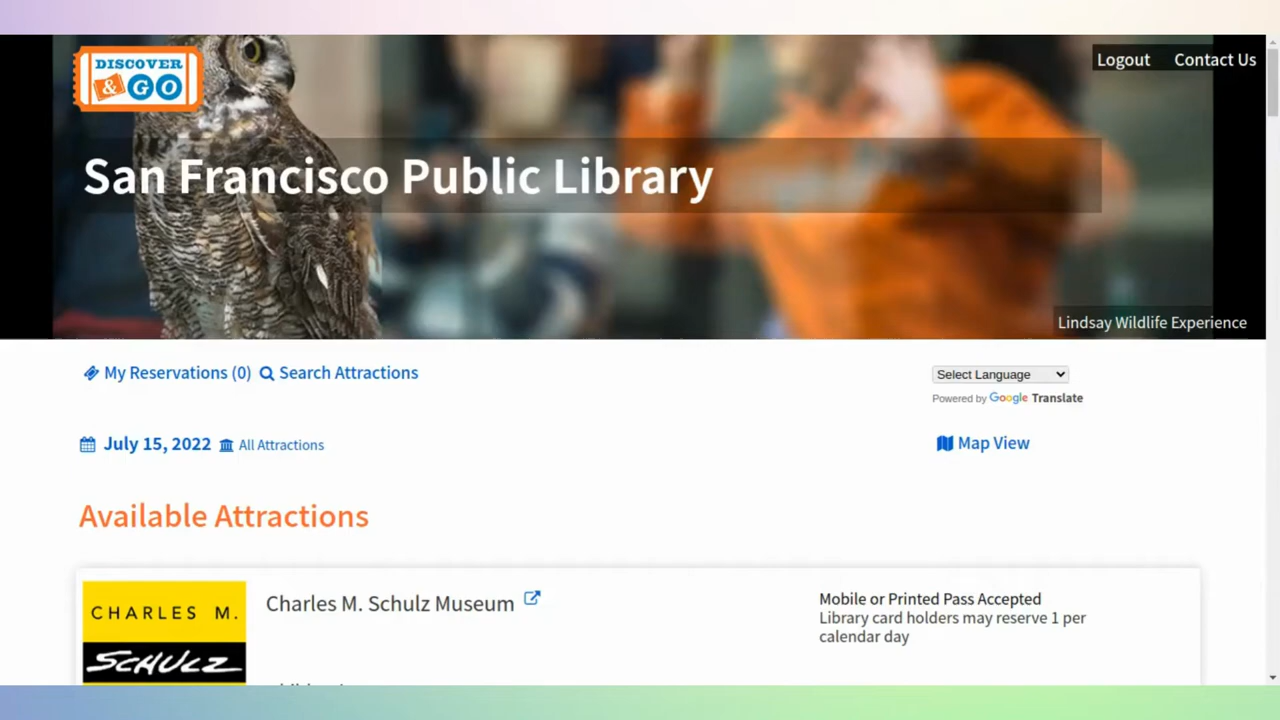 DISCOVER
& GO
Logout Contact Us
San Francisco Public Library
Lindsay Wildlife Experience
My Reservations (0) Search Attractions
Select Language
Powered by Google Translate
July 15, 2022 All Attractions
Map View
Available Attractions
CHARLES M.
SCHULZ
Charles M. Schulz Museum
Mobile or Printed Pass Accepted
Library card holders may reserve 1 per
calendar day